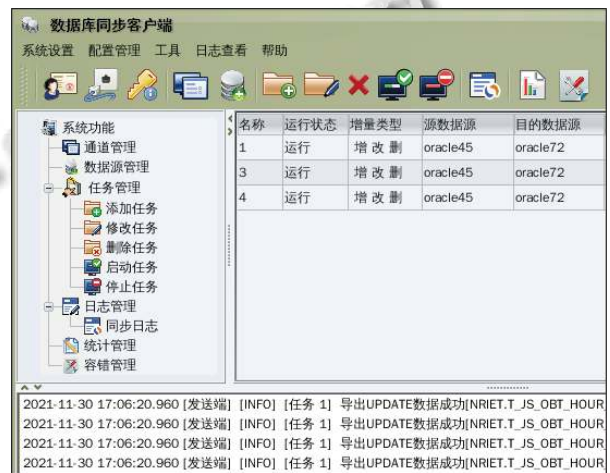 数据库同步客户端
系统设置 配置管理 工具 日志查看 帮助
系统功能
通道管理
数据源管理
任务管理
添加任务
修改任务
删除任务
启动任务
停止任务
日志管理
同步日志
统计管理
容错管理
名称 运行状态 增量类型 源数据源 目的数据源
1 运行 增 改 删 oracle45 oracle72
3 运行 增 改 删 oracle45 oracle72
4 运行 增 改 删 oracle45 oracle72
2021-11-30 17:06:20.960 [发送端] [INFO] [任务 1] 导出UPDATE数据成功[NRIET.T_JS_OBT_HOUR
2021-11-30 17:06:20.960 [发送端] [INFO] [任务 1] 导出UPDATE数据成功[NRIET.T_JS_OBT_HOUR
2021-11-30 17:06:20.960 [发送端] [INFO] [任务 1] 导出UPDATE数据成功[NRIET.T_JS_OBT_HOUR
2021-11-30 17:06:20.960 [发送端] [INFO] [任务 1] 导出UPDATE数据成功[NRIET.T_JS_OBT_HOUR